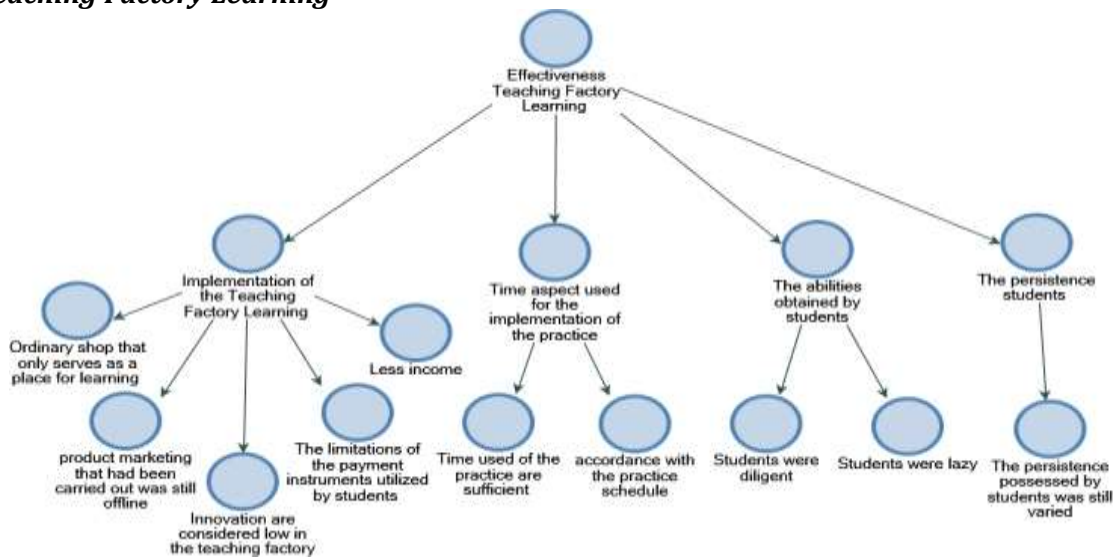 Teaching Factory Learning
Effectiveness
Teaching Factory
Learning
Implementation of
the Teaching
Factory Learning
Time aspect used
for the
implementation of
the practice
The abilities
obtained by
students
The persistence
students
Ordinary shop that
only serves as a
place for learning
product marketing
that had been
carried out was still
offline
Innovation are
considered low in
the teaching factory
The limitations of
the payment
instruments utilized
by students
Less income
Time used of the
practice are
sufficient
accordance with
the practice
schedule
Students were
diligent
Students were lazy
The persistence
possessed by
students was still
varied